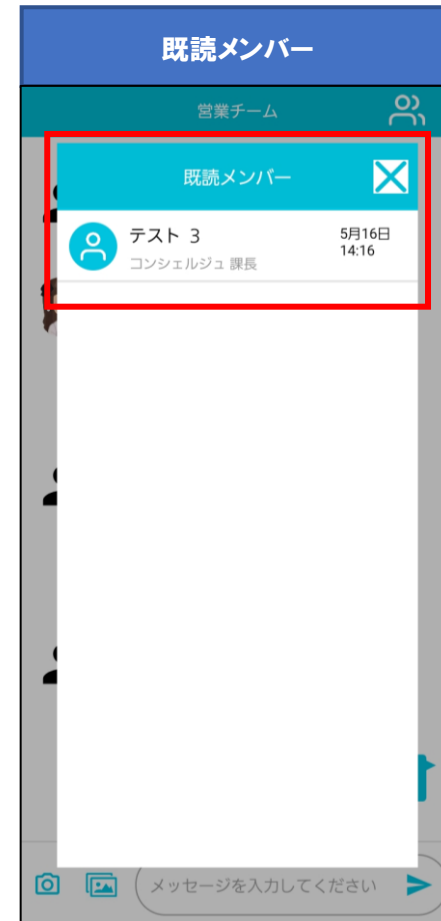 既読メンバー
営業チーム
既読メンバー
テスト 3
コンシェルジュ 課長
5月16日
14:16
メッセージを入力してください